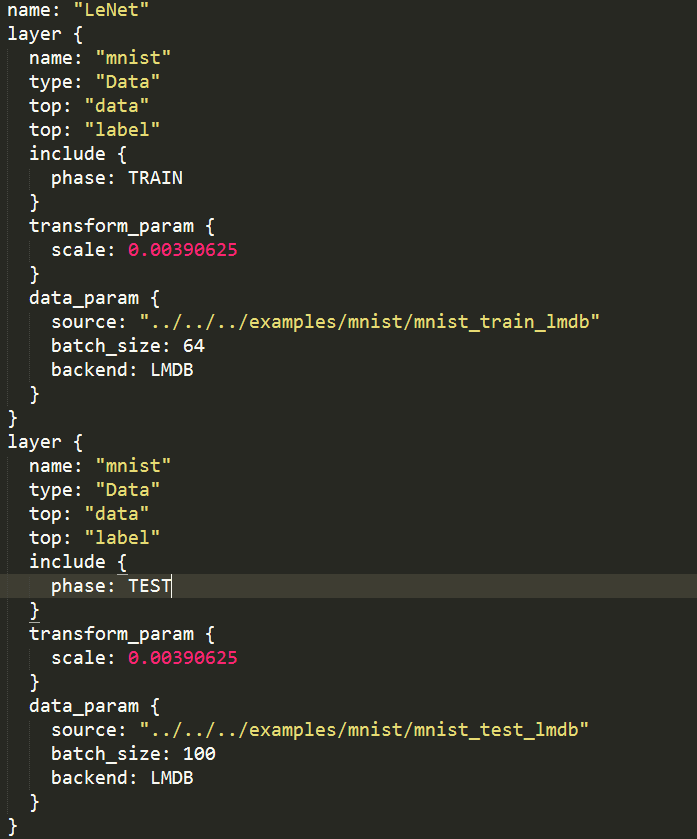 name: "LeNet"
layer {
  name: "mnist"
  type: "Data"
  top: "data"
  top: "label"
  include {
    phase: TRAIN
  }
  transform_param {
    scale: 0.00390625
  }
  data_param {
    source: "../../../examples/mnist/mnist_train_lmdb"
    batch_size: 64
    backend: LMDB
  }
}
layer {
  name: "mnist"
  type: "Data"
  top: "data"
  top: "label"
  include {
    phase: TEST
  }
  transform_param {
    scale: 0.00390625
  }
  data_param {
    source: "../../../examples/mnist/mnist_test_lmdb"
    batch_size: 100
    backend: LMDB
  }
}